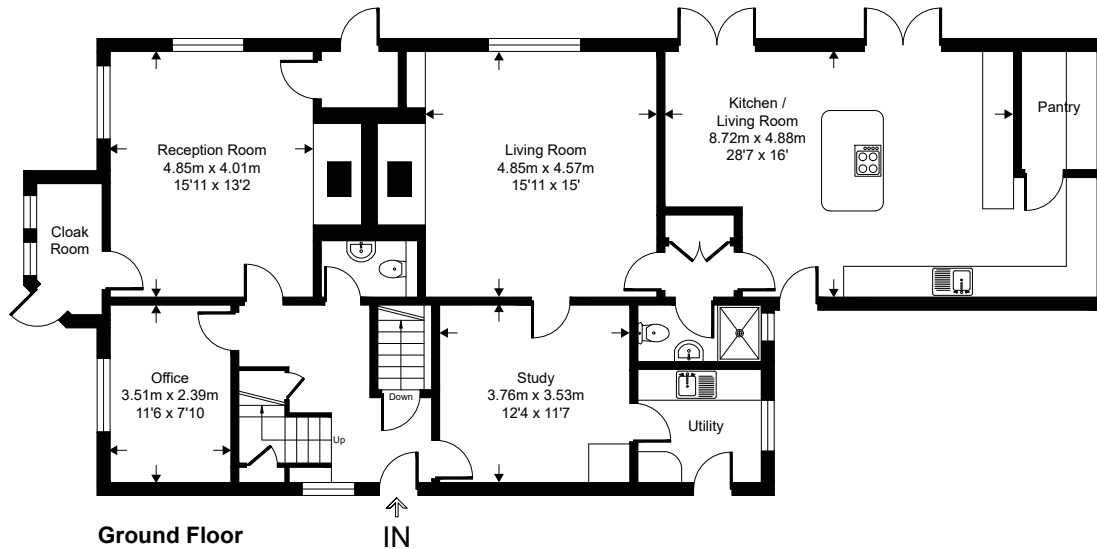 Reception Room
4.85m x 4.01m
15'11 x 13'2
Living Room
4.85m x 4.57m
15'11 x 15'
Kitchen /
Living Room
8.72m x 4.88m
28'7 x 16'
Pantry
Cloak
Room
Office
3.51m x 2.39m
11'6 x 7'10
Up
Down
Study
3.76m x 3.53m
12'4 x 11'7
Utility
Ground Floor
IN